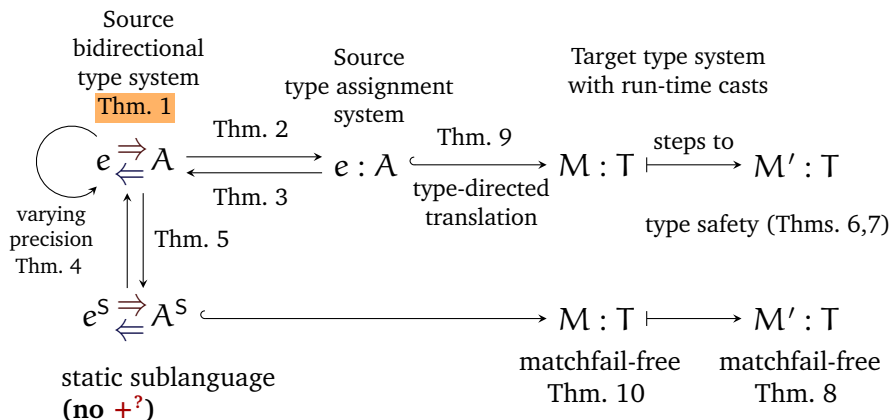 Source
bidirectional
type system
Thm. 1
Source
type assignment
system
Target type system
with run-time casts
e ⇒ ⇐ A
Thm. 2
Thm. 3
e : A
Thm. 9
type-directed
translation
M : T
steps to
M′ : T
varying
precision
Thm. 4
Thm. 5
type safety (Thms. 6,7)
eˢ ⇒ ⇐ Aˢ
M : T
M′ : T
matchfail-free
Thm. 10
matchfail-free
Thm. 8
static sublanguage
(no +?)